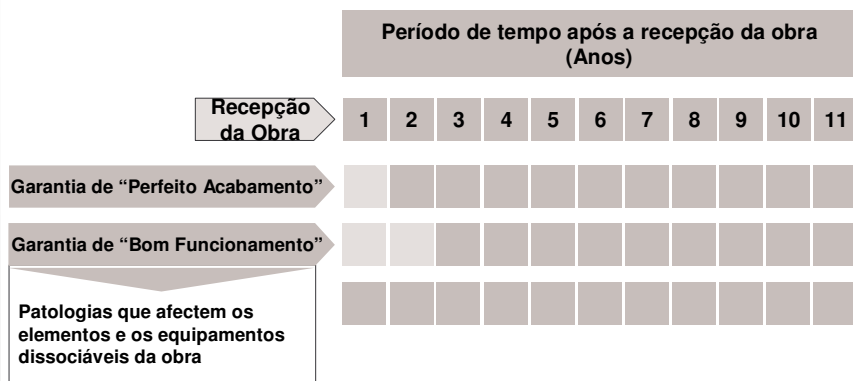 Período de tempo após a recepção da obra
(Anos)
Recepção
da Obra
1 2 3 4 5 6 7 8 9 10 11
Garantia de “Perfeito Acabamento”
Garantia de “Bom Funcionamento”
Patologias que afectem os
elementos e os equipamentos
dissociáveis da obra